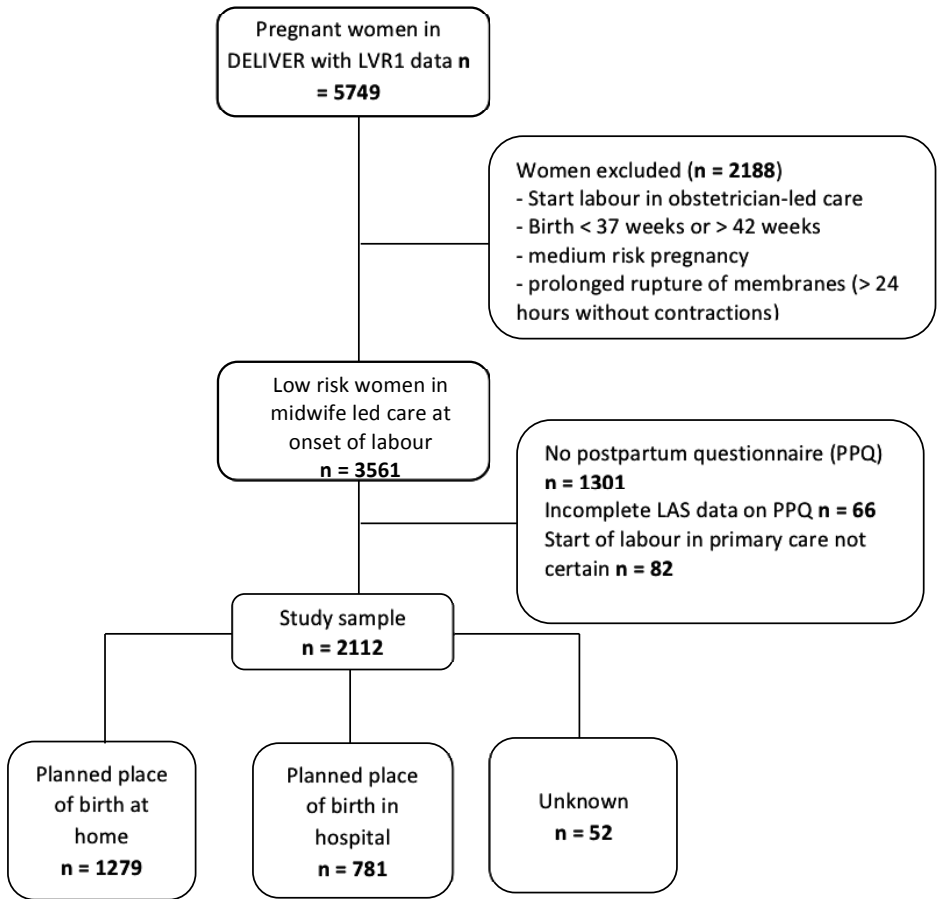 Pregnant women in
DELIVER with LVR1 data n
= 5749
Women excluded (n = 2188)
- Start labour in obstetrician-led care
- Birth < 37 weeks or > 42 weeks
- medium risk pregnancy
- prolonged rupture of membranes (> 24
hours without contractions)
Low risk women in
midwife led care at
onset of labour
n = 3561
No postpartum questionnaire (PPQ)
n = 1301
Incomplete LAS data on PPQ n = 66
Start of labour in primary care not
certain n = 82
Study sample
n = 2112
Planned place
of birth at
home
n = 1279
Planned place
of birth in
hospital
n = 781
Unknown
n = 52